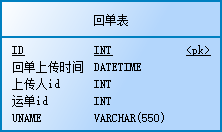 回单表
ID INT <pk>
回单上传时间 DATETIME
上传人id INT
运单id INT
UNAME VARCHAR(550)